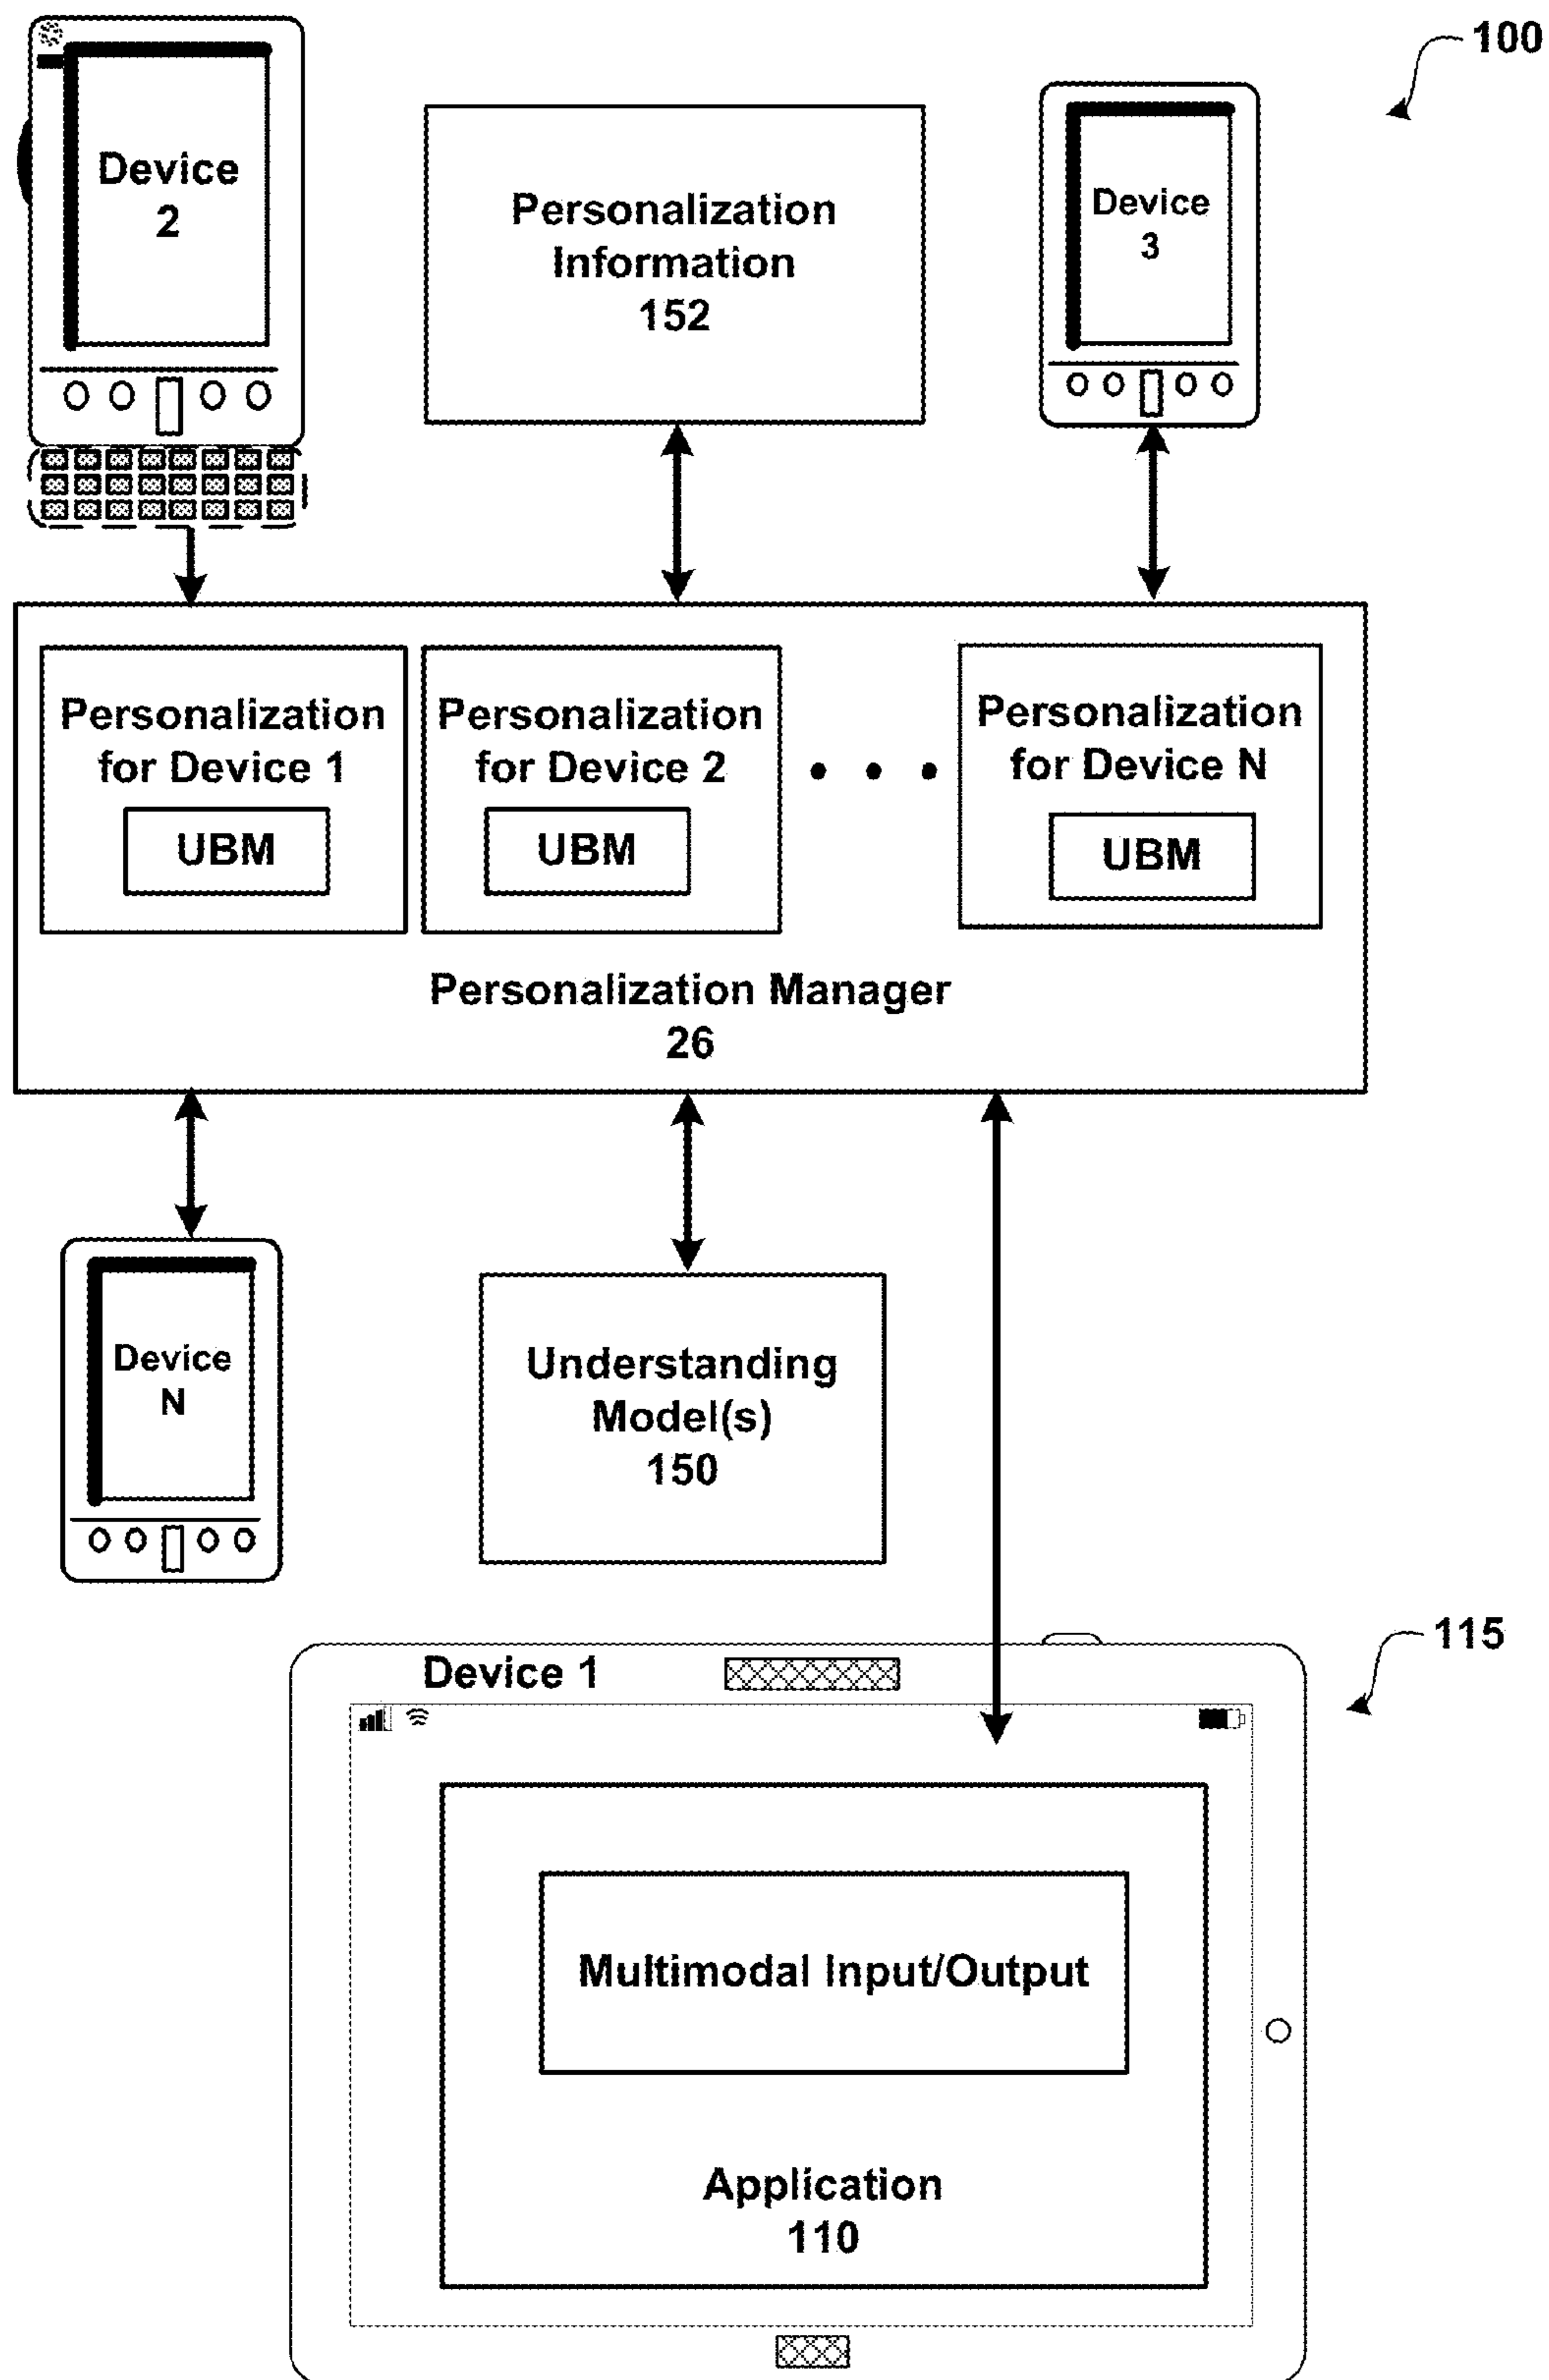 100
Device
2
Personalization
Information
152
Device
3
Personalization
for Device 1
UBM
Personalization
for Device 2
UBM
• • •
Personalization
for Device N
UBM
Personalization Manager
26
Device
N
Understanding
Model(s)
150
115
Device 1
Multimodal Input/Output
Application
110